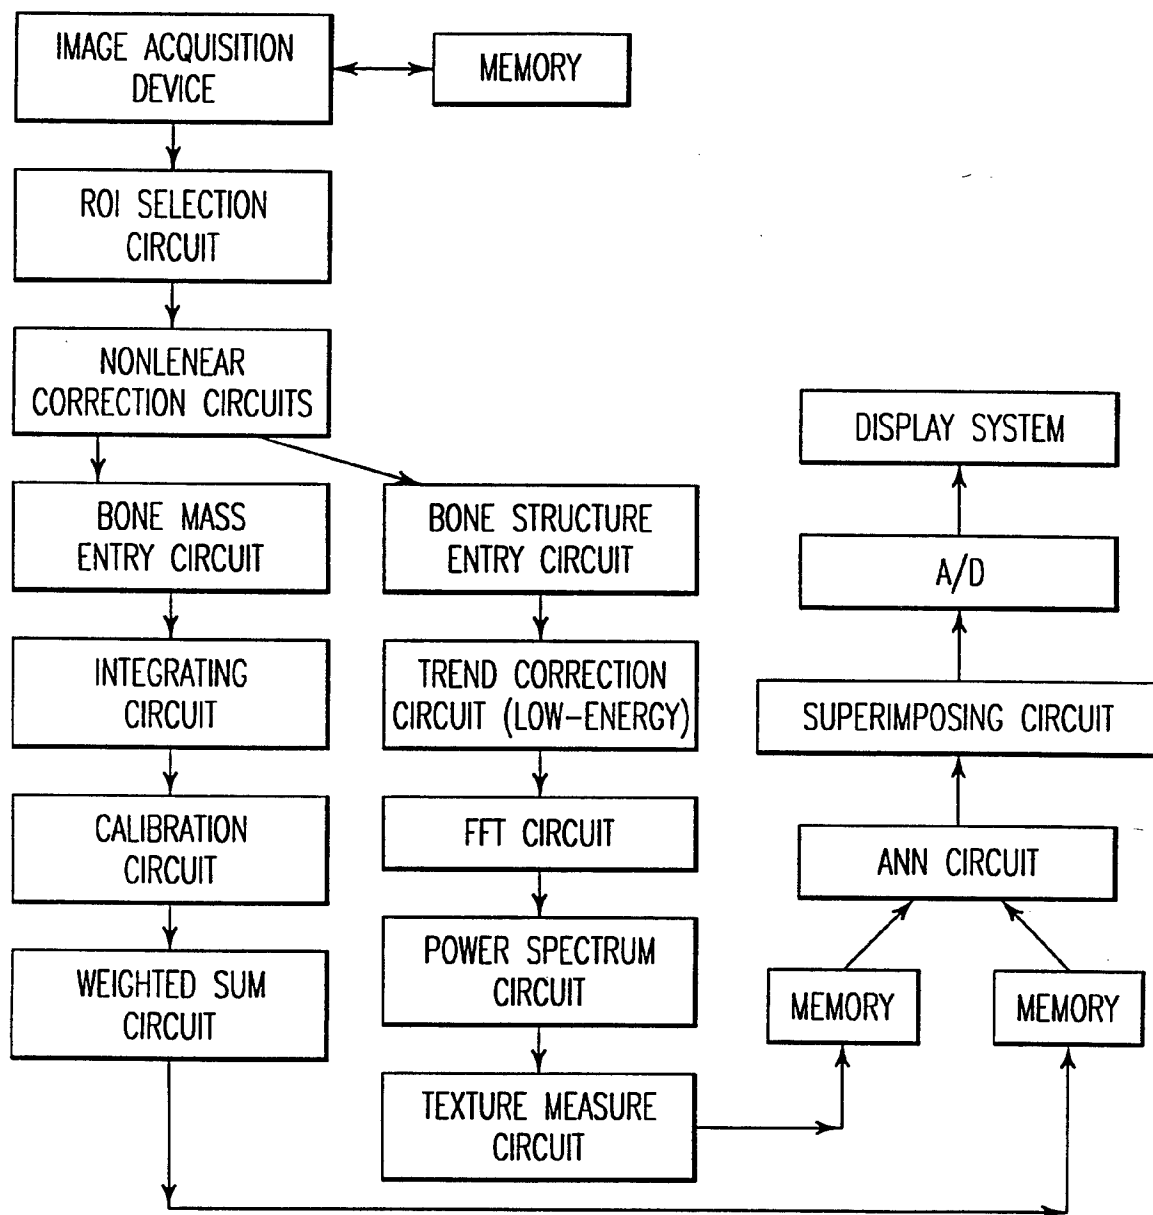 IMAGE ACQUISITION
DEVICE
MEMORY
ROI SELECTION
CIRCUIT
NONLENEAR
CORRECTION CIRCUITS
BONE MASS
ENTRY CIRCUIT
INTEGRATING
CIRCUIT
CALIBRATION
CIRCUIT
WEIGHTED SUM
CIRCUIT
BONE STRUCTURE
ENTRY CIRCUIT
TREND CORRECTION
CIRCUIT (LOW-ENERGY)
FFT CIRCUIT
POWER SPECTRUM
CIRCUIT
TEXTURE MEASURE
CIRCUIT
DISPLAY SYSTEM
A/D
SUPERIMPOSING CIRCUIT
ANN CIRCUIT
MEMORY
MEMORY